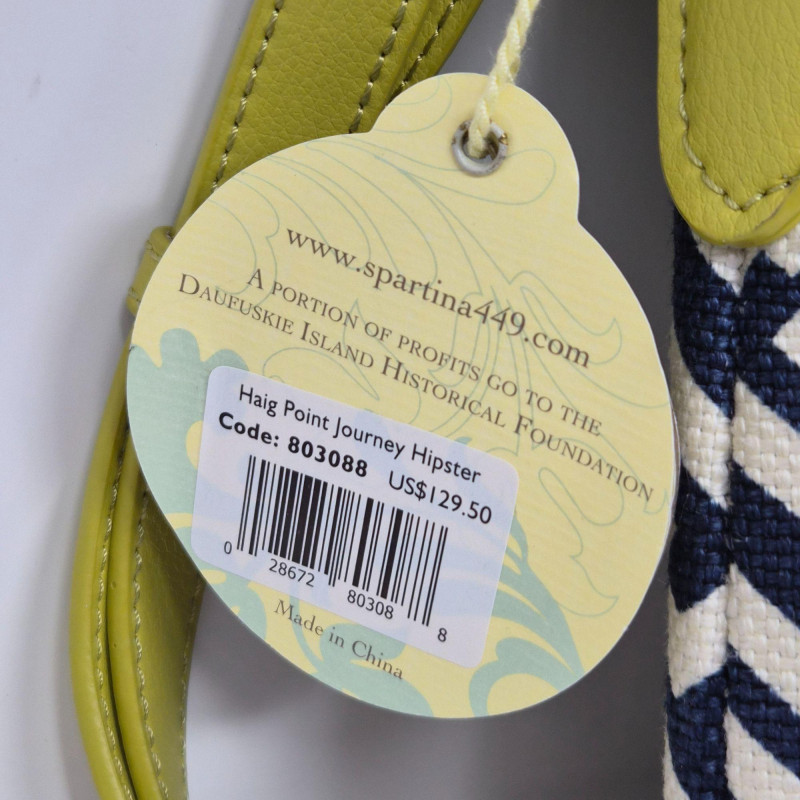 www.spartina449.com
A PORTION OF PROFITS GO TO THE
DAUFUSKIE ISLAND HISTORICAL FOUNDATION
Haig Point Journey Hipster
Code: 803088 US$129.50
0 28672 80308 8
Made in China